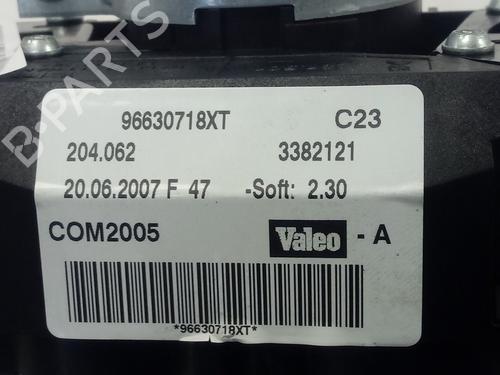 B-PARTS
96630718XT C23
204.062 3382121
20.06.2007 F 47 -Soft: 2.30
COM2005 Valeo - A
*96630718XT*